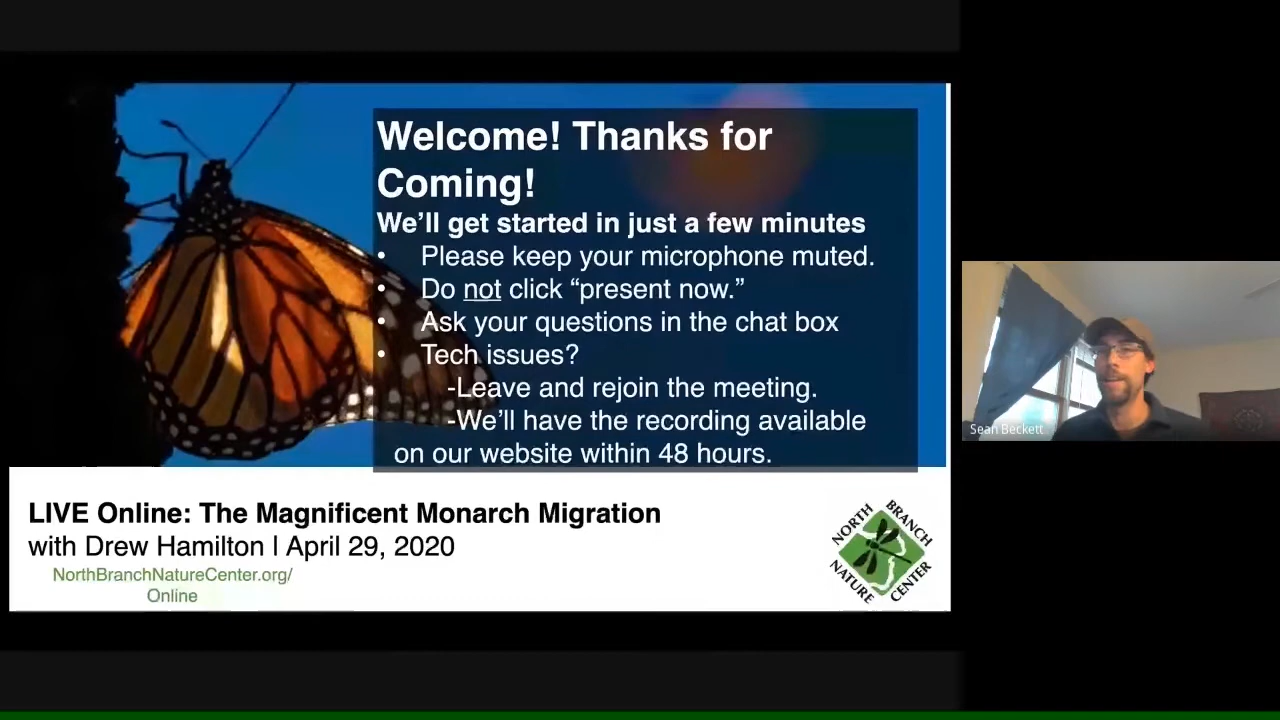 Welcome! Thanks for
Coming!
We’ll get started in just a few minutes
• Please keep your microphone muted.
• Do not click “present now.”
• Ask your questions in the chat box
• Tech issues?
-Leave and rejoin the meeting.
-We’ll have the recording available
on our website within 48 hours.
LIVE Online: The Magnificent Monarch Migration
with Drew Hamilton | April 29, 2020
NorthBranchNatureCenter.org/
Online
NORTH BRANCH
NATURE CENTER
Sean Beckett